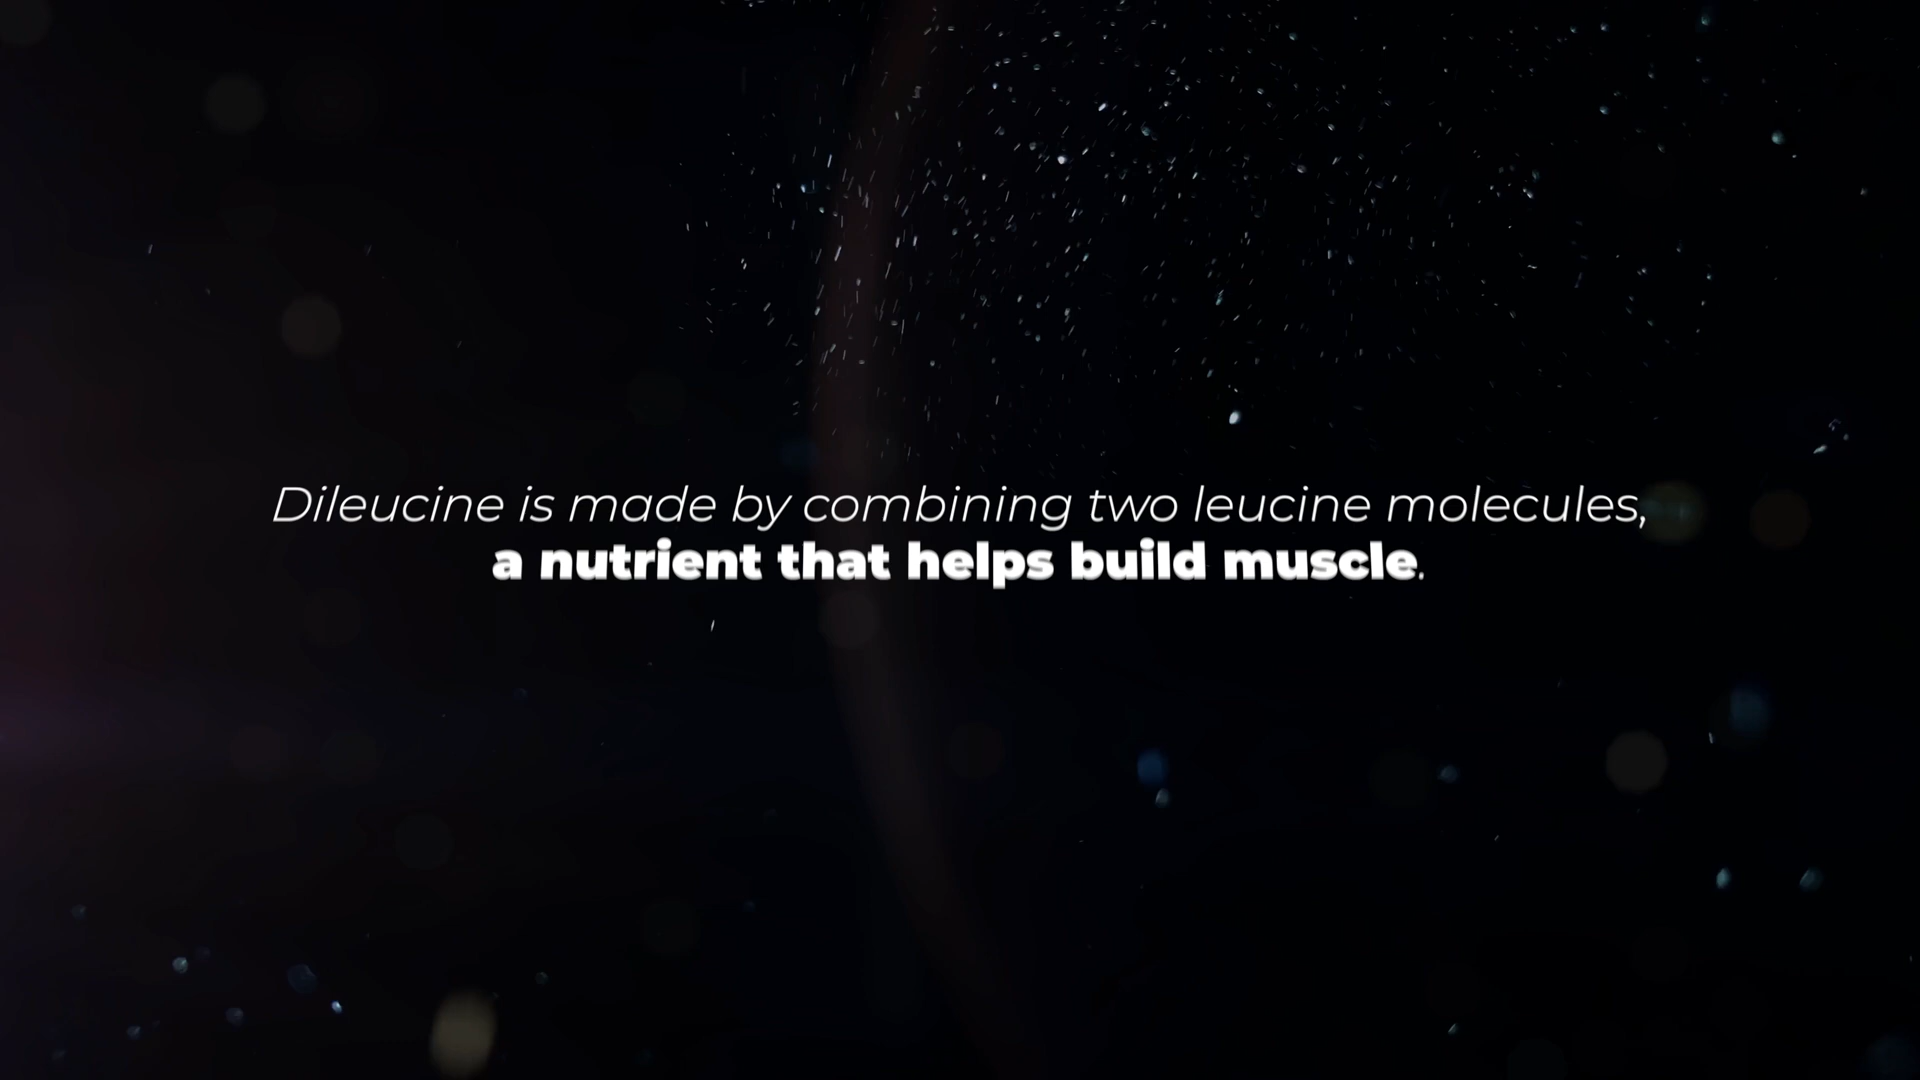 Dileucine is made by combining two leucine molecules,
a nutrient that helps build muscle.